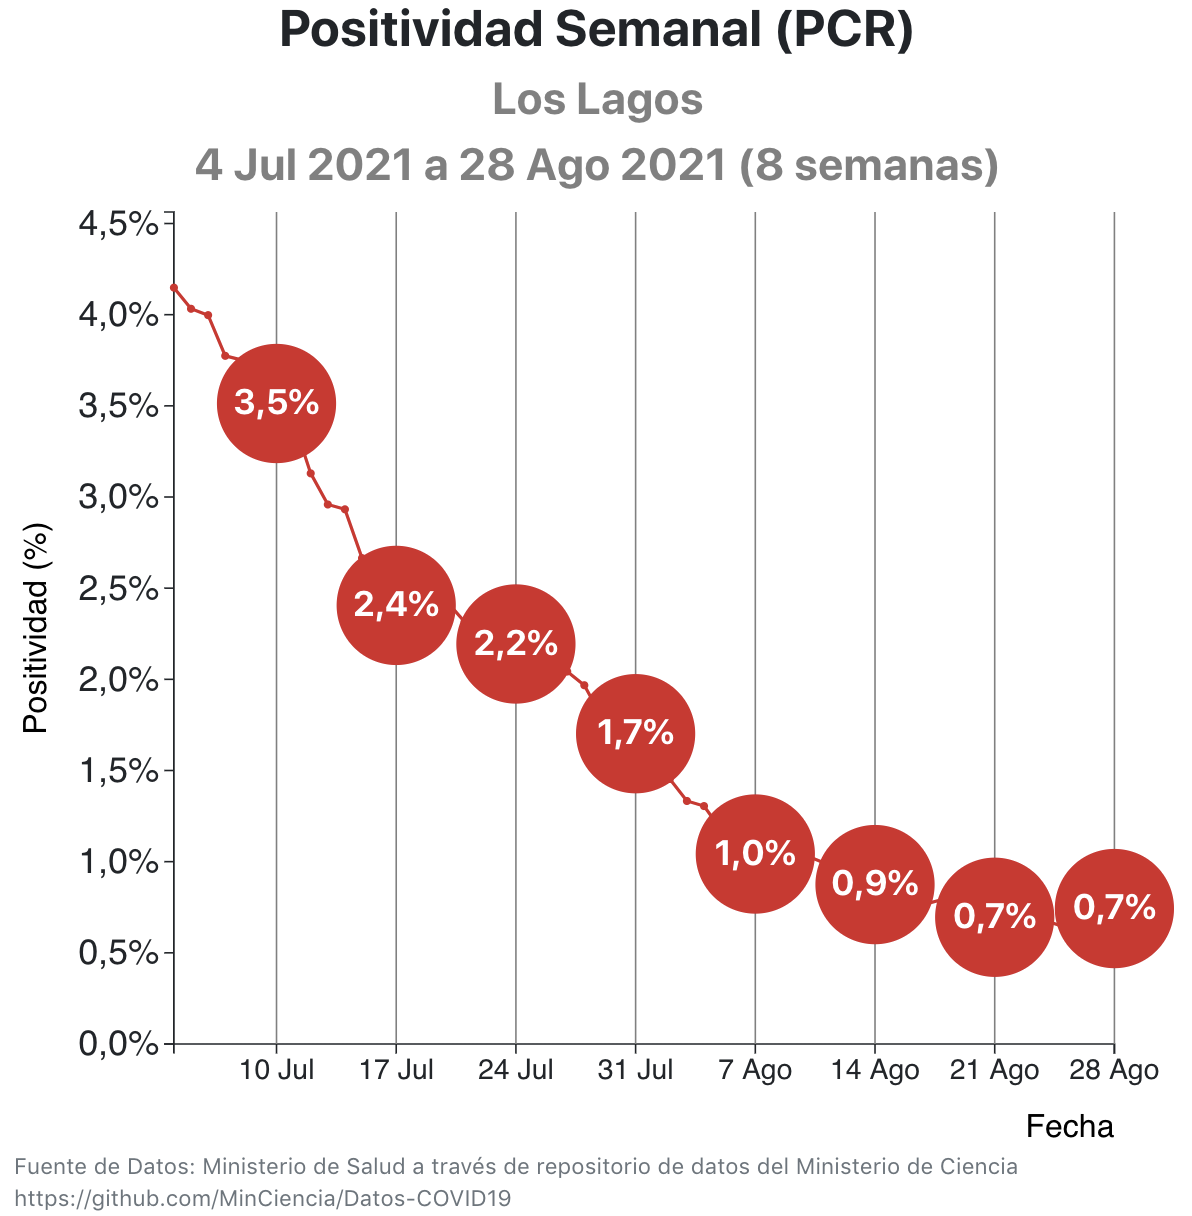 Positividad Semanal (PCR)
Los Lagos
4 Jul 2021 a 28 Ago 2021 (8 semanas)
4,5%
4,0%
3,5%
3,0%
2,5%
2,0%
1,5%
1,0%
0,5%
0,0%
Positividad (%)
3,5%
2,4%
2,2%
1,7%
1,0%
0,9%
0,7%
0,7%
10 Jul
17 Jul
24 Jul
31 Jul
7 Ago
14 Ago
21 Ago
28 Ago
Fecha
Fuente de Datos: Ministerio de Salud a través de repositorio de datos del Ministerio de Ciencia
https://github.com/MinCiencia/Datos-COVID19